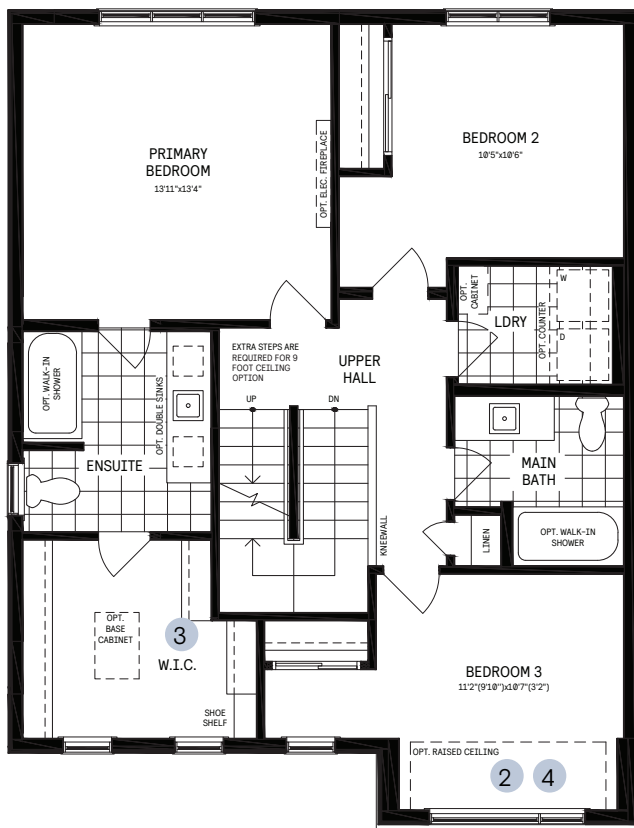 PRIMARY
BEDROOM
13'11"x13'4"
OPT. ELEC. FIREPLACE
BEDROOM 2
10'5"x10'6"
OPT.
CABINET
W
LDRY
OPT. COUNTER
D
EXTRA STEPS ARE
REQUIRED FOR 9
FOOT CEILING
OPTION
UPPER
HALL
UP
DN
OPT. WALK-IN
SHOWER
OPT. DOUBLE SINKS
ENSUITE
MAIN
BATH
KNEEWALL
LINEN
OPT. WALK-IN
SHOWER
OPT.
BASE
CABINET
3
W.I.C.
SHOE
SHELF
BEDROOM 3
11'2"(9'10")x10'7"(3'2")
OPT. RAISED CEILING
2 4